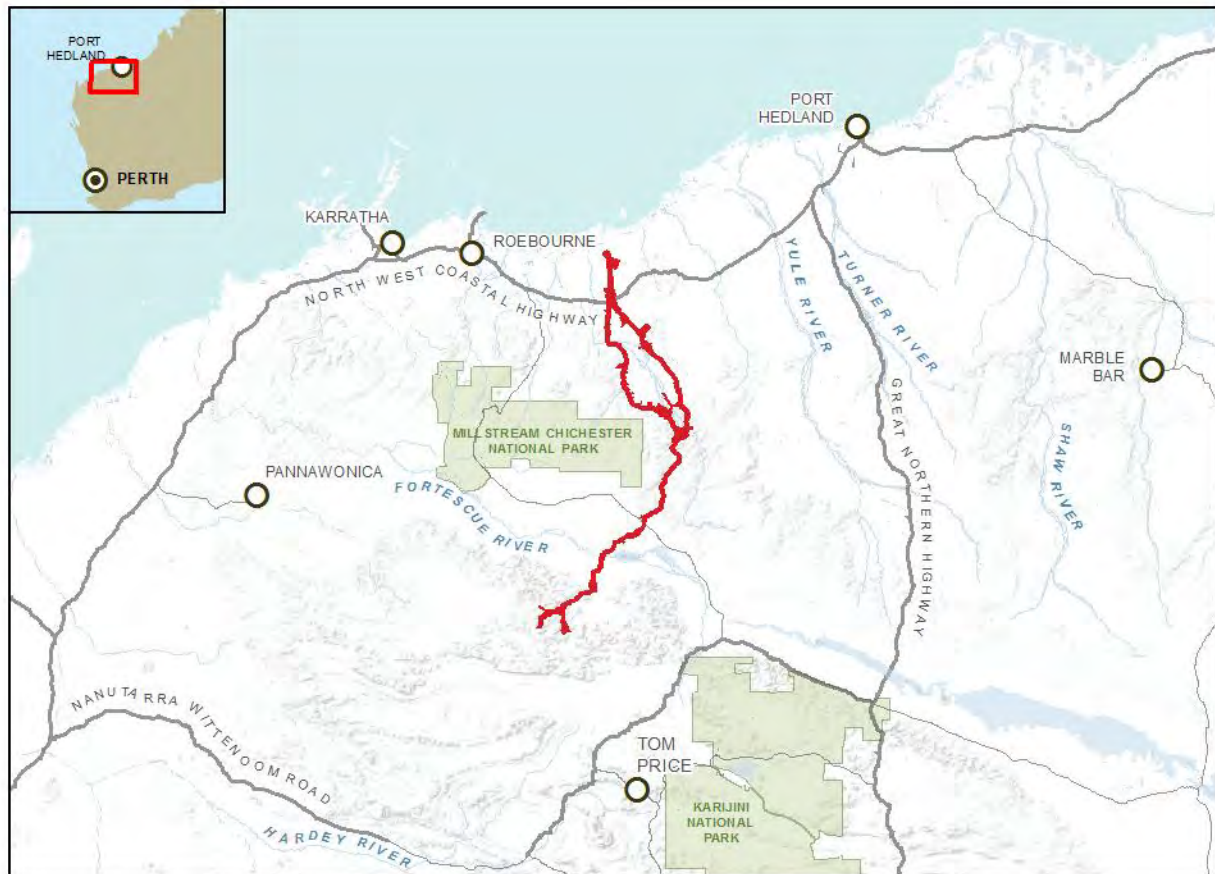 PORT
HEDLAND
PERTH
PORT
HEDLAND
KARRATHA
ROEBOURNE
NORTH WEST COASTAL HIGHWAY
YULE RIVER
TURNER RIVER
MARBLE
BAR
GREAT NORTHERN HIGHWAY
SHAW RIVER
MILLSTREAM CHICHESTER
NATIONAL PARK
PANNAWONICA
FORTESCUE RIVER
NANUTARRA WITTENOOM ROAD
TOM
PRICE
KARIJINI
NATIONAL
PARK
HARDEY RIVER